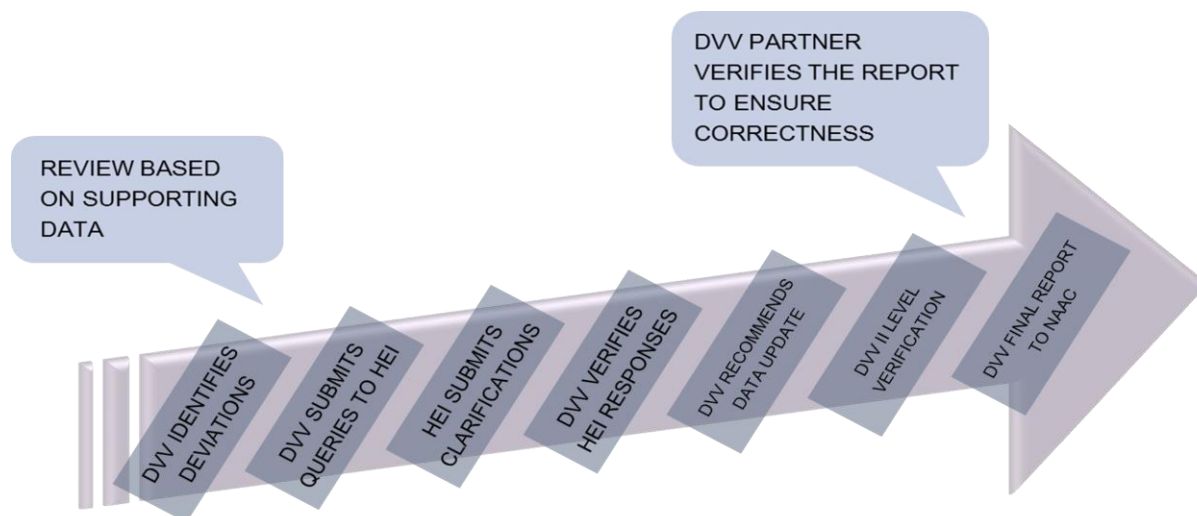 DVV PARTNER
VERIFIES THE REPORT
TO ENSURE
CORRECTNESS
REVIEW BASED
ON SUPPORTING
DATA
DVV IDENTIFIES
DEVIATIONS
DVV SUBMITS
QUERIES TO HEI
HEI SUBMITS
CLARIFICATIONS
DVV VERIFIES
HEI RESPONSES
DVV RECOMMENDS
DATA UPDATE
DVV II LEVEL
VERIFICATION
DVV FINAL REPORT
TO NAAC